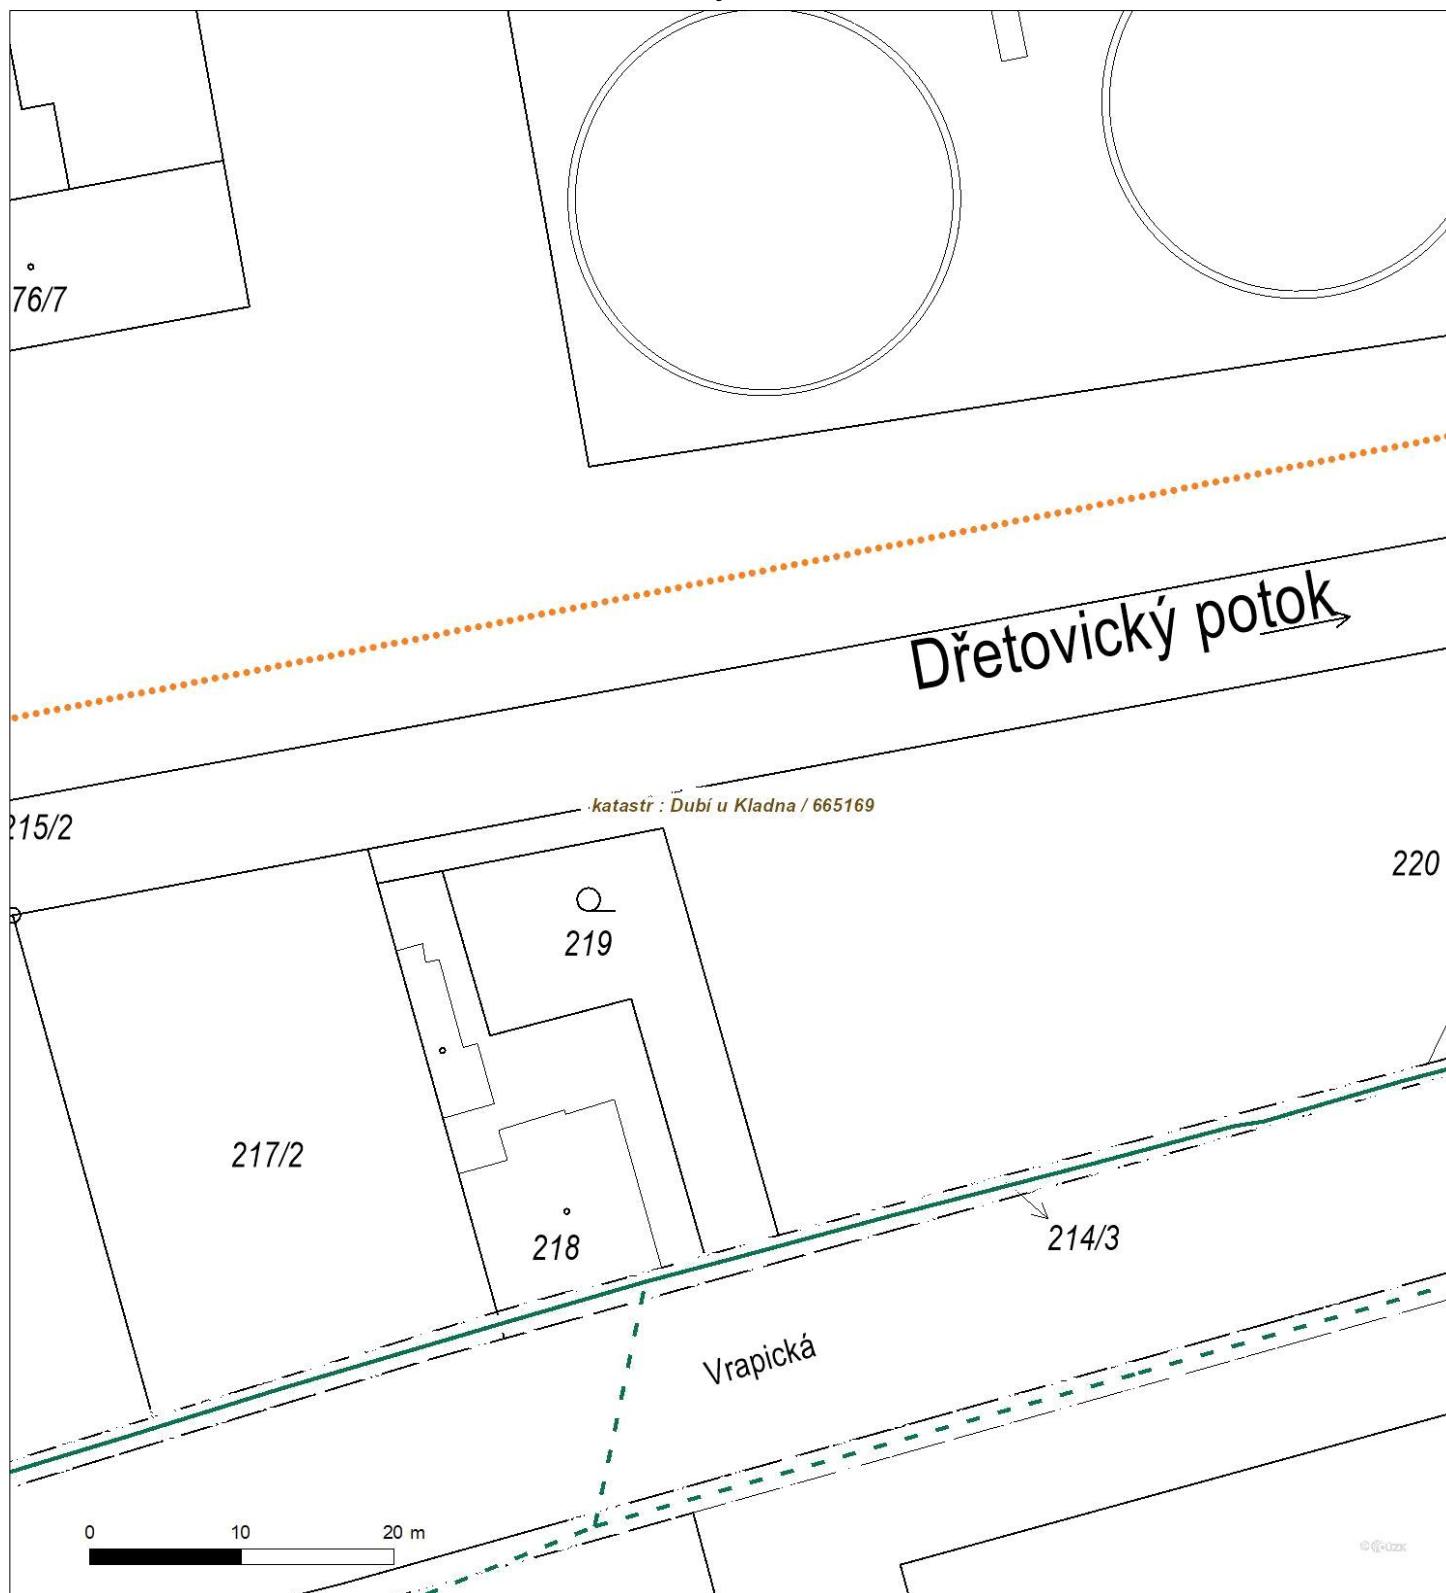 76/7
Dřetovický potok
katastr : Dubí u Kladna / 665169
215/2
220
219
217/2
218
214/3
Vrapická
0 10 20 m
© ČÚZK